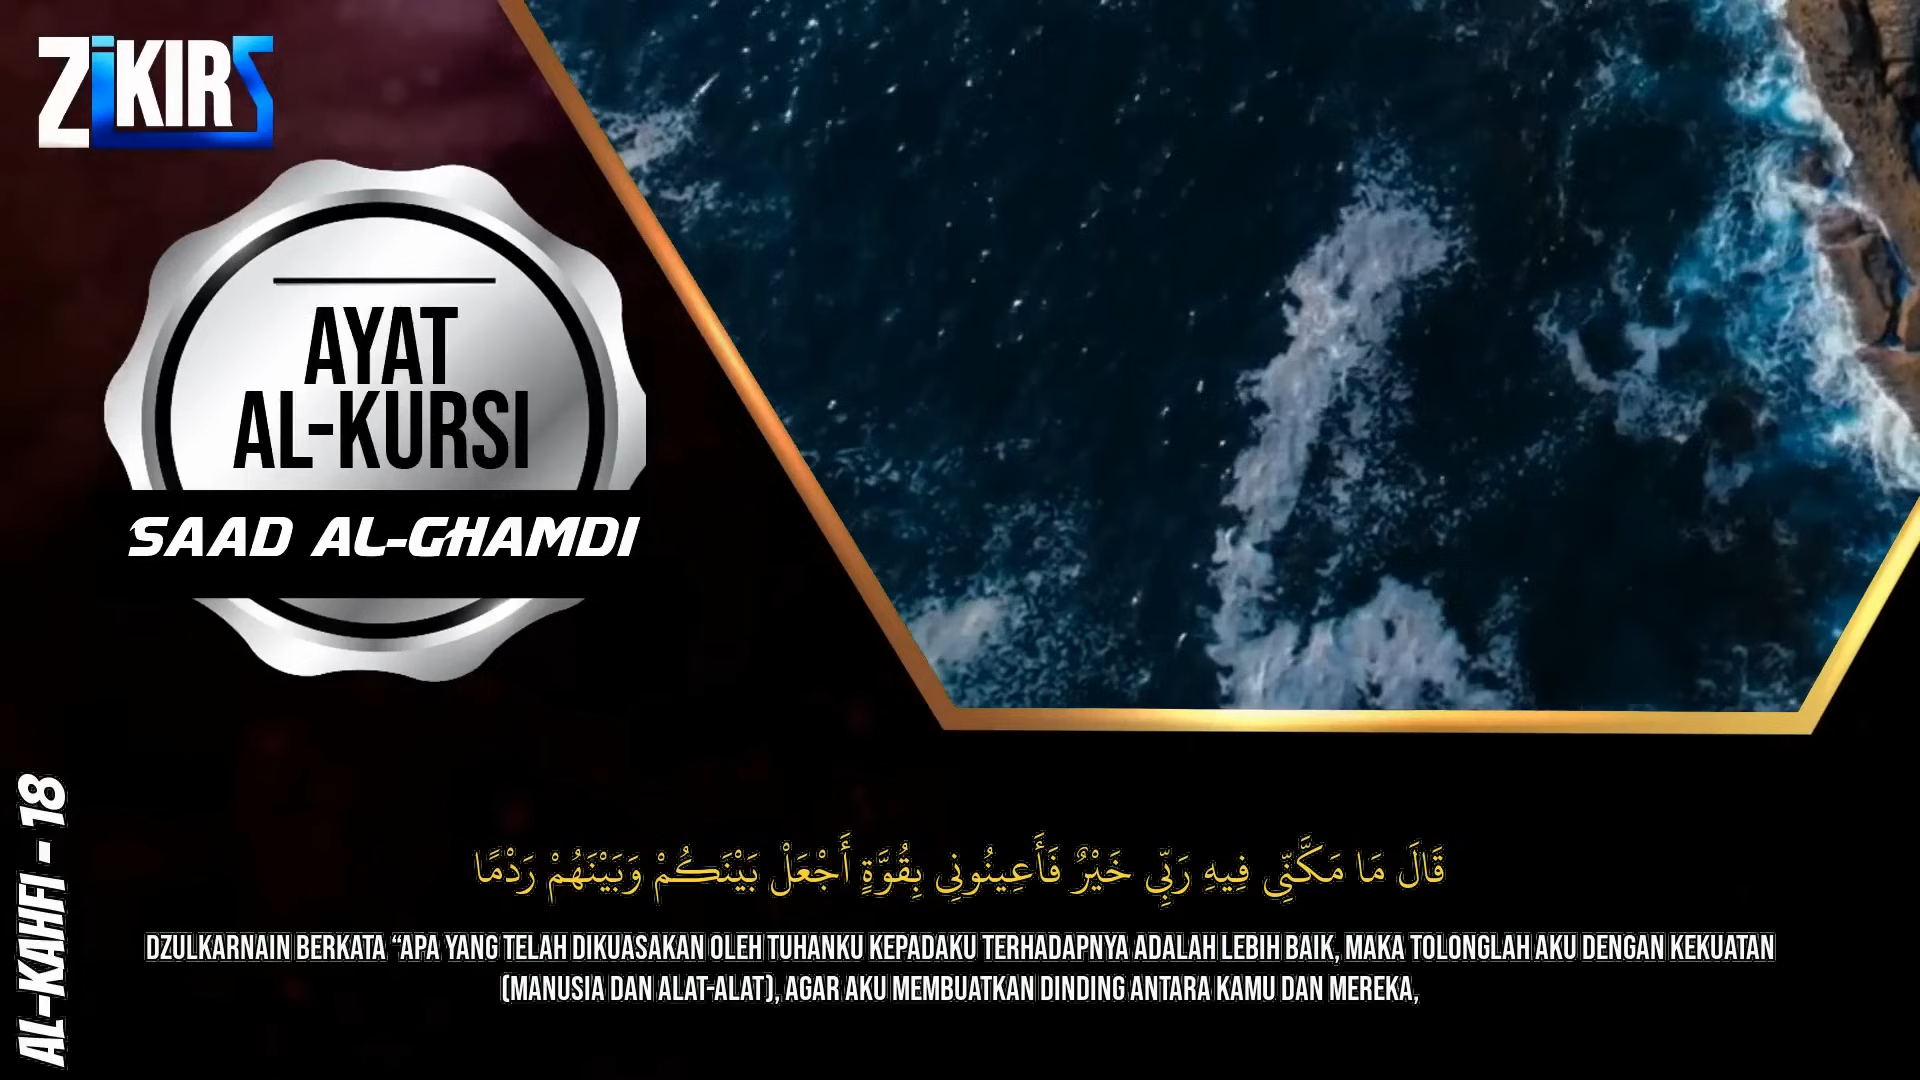 ZiKIRS
AYAT
AL-KURSI
SAAD AL-GHAMDI
AL-KAHFI - 18
قَالَ مَا مَكَّنِّي فِيهِ رَبِّي خَيْرٌ فَأَعِينُونِي بِقُوَّةٍ أَجْعَلْ بَيْنَكُمْ وَبَيْنَهُمْ رَدْمًا
DZULKARNAIN BERKATA “APA YANG TELAH DIKUASAKAN OLEH TUHANKU KEPADAKU TERHADAPNYA ADALAH LEBIH BAIK, MAKA TOLONGLAH AKU DENGAN KEKUATAN
(MANUSIA DAN ALAT-ALAT), AGAR AKU MEMBUATKAN DINDING ANTARA KAMU DAN MEREKA,